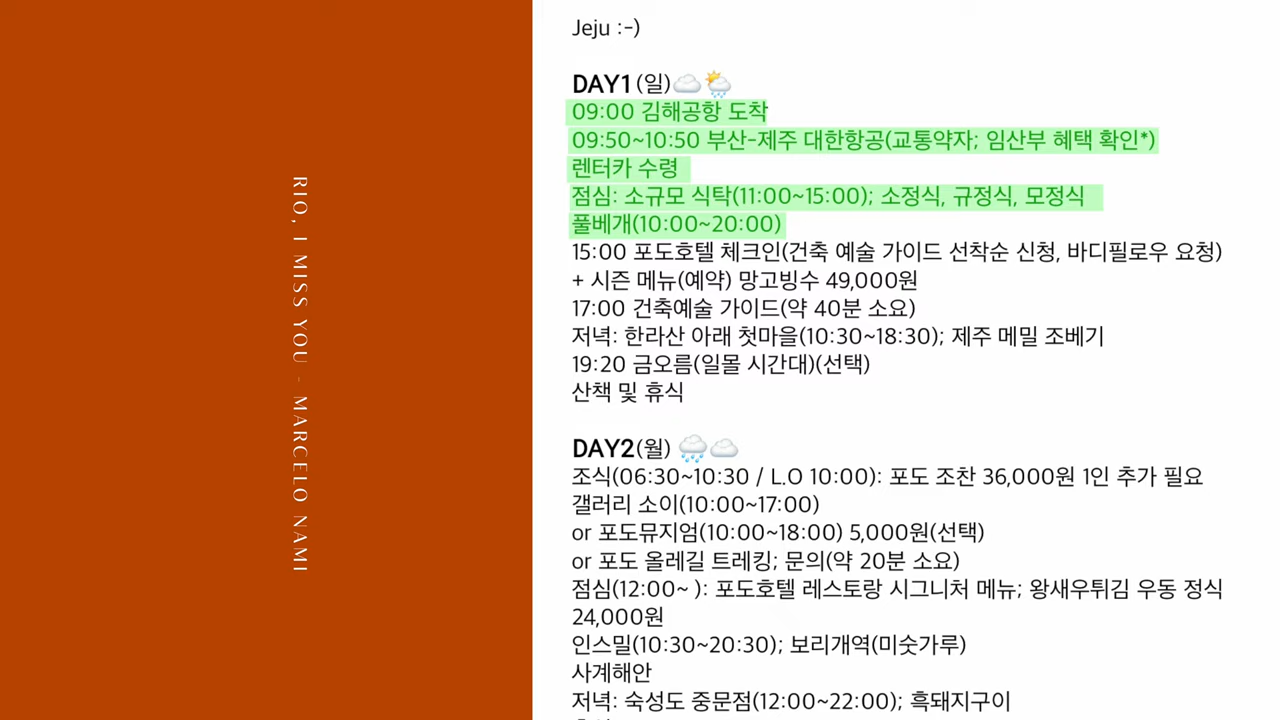 RIO, I MISS YOU - MARCELO NAMI
Jeju :-)
DAY1(일)☁️🌦️
09:00 김해공항 도착
09:50~10:50 부산-제주 대한항공(교통약자; 임산부 혜택 확인*)
렌터카 수령
점심: 소규모 식탁(11:00~15:00); 소정식, 규정식, 모정식
풀베개(10:00~20:00)
15:00 포도호텔 체크인(건축 예술 가이드 선착순 신청, 바디필로우 요청)
+ 시즌 메뉴(예약) 망고빙수 49,000원
17:00 건축예술 가이드(약 40분 소요)
저녁: 한라산 아래 첫마을(10:30~18:30); 제주 메밀 조베기
19:20 금오름(일몰 시간대)(선택)
산책 및 휴식
DAY2(월) 🌧️☁️
조식(06:30~10:30 / L.O 10:00): 포도 조찬 36,000원 1인 추가 필요
갤러리 소이(10:00~17:00)
or 포도뮤지엄(10:00~18:00) 5,000원(선택)
or 포도 올레길 트레킹; 문의(약 20분 소요)
점심(12:00~ ): 포도호텔 레스토랑 시그니처 메뉴; 왕새우튀김 우동 정식
24,000원
인스밀(10:30~20:30); 보리개역(미숫가루)
사계해안
저녁: 숙성도 중문점(12:00~22:00); 흑돼지구이